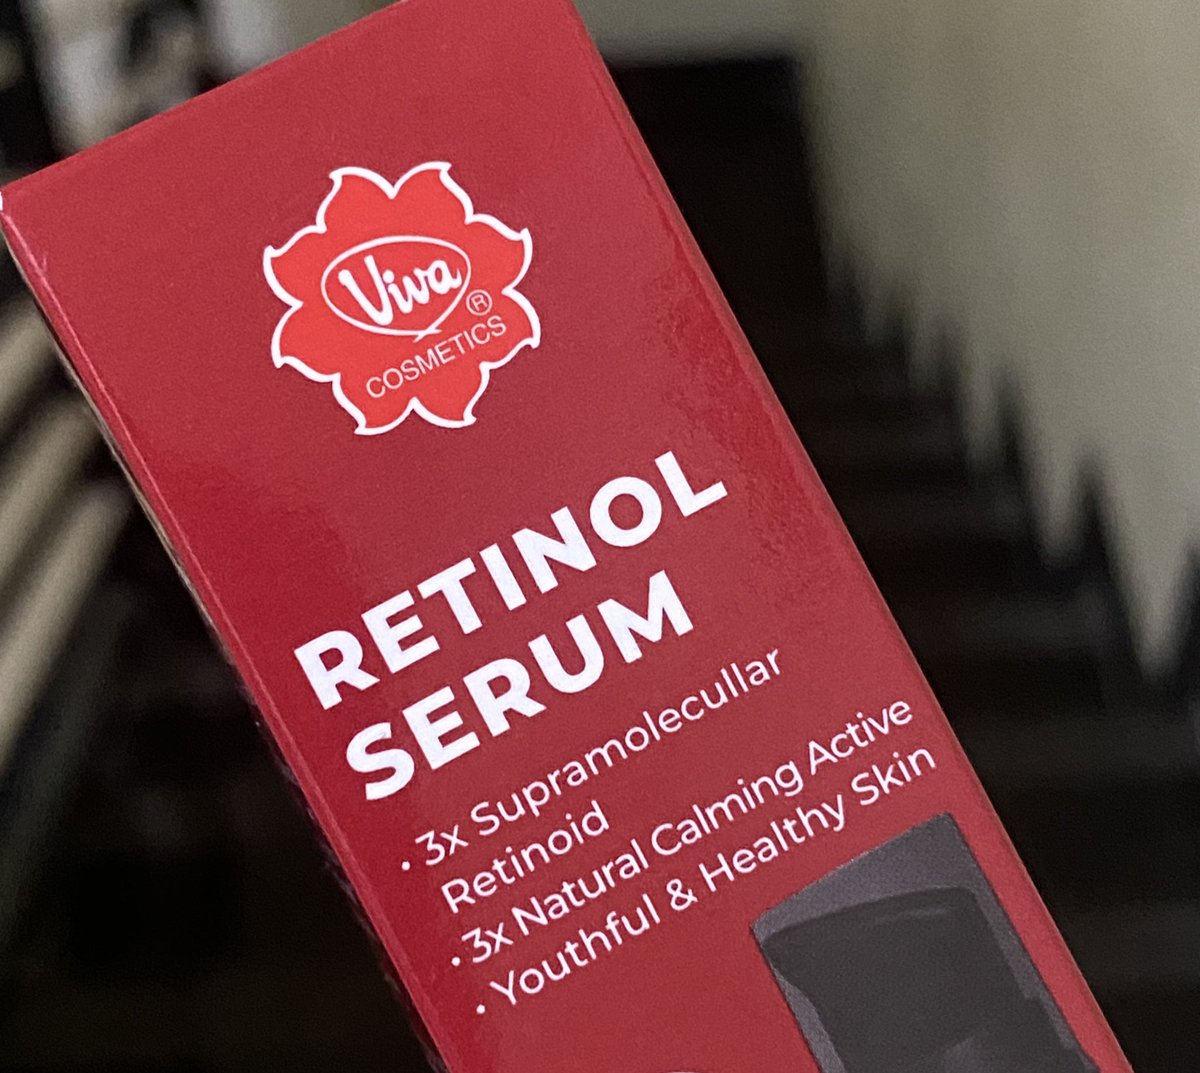 Viva
®
COSMETICS
RETINOL
SERUM
• 3x Supramolecullar
Retinoid
• 3x Natural Calming Active
• Youthful & Healthy Skin